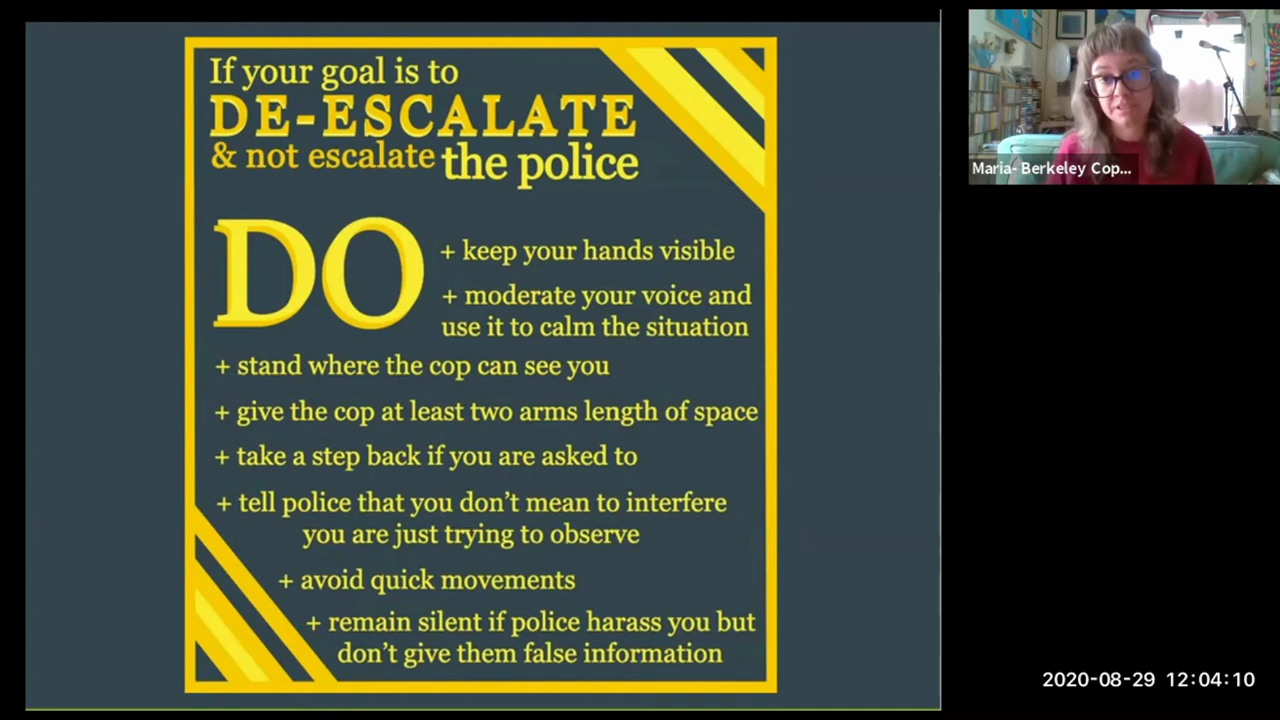 If your goal is to
DE-ESCALATE
& not escalate the police
DO
+ keep your hands visible
+ moderate your voice and
use it to calm the situation
+ stand where the cop can see you
+ give the cop at least two arms length of space
+ take a step back if you are asked to
+ tell police that you don't mean to interfere
you are just trying to observe
+ avoid quick movements
+ remain silent if police harass you but
don't give them false information
Maria- Berkeley Cop...
2020-08-29 12:04:10